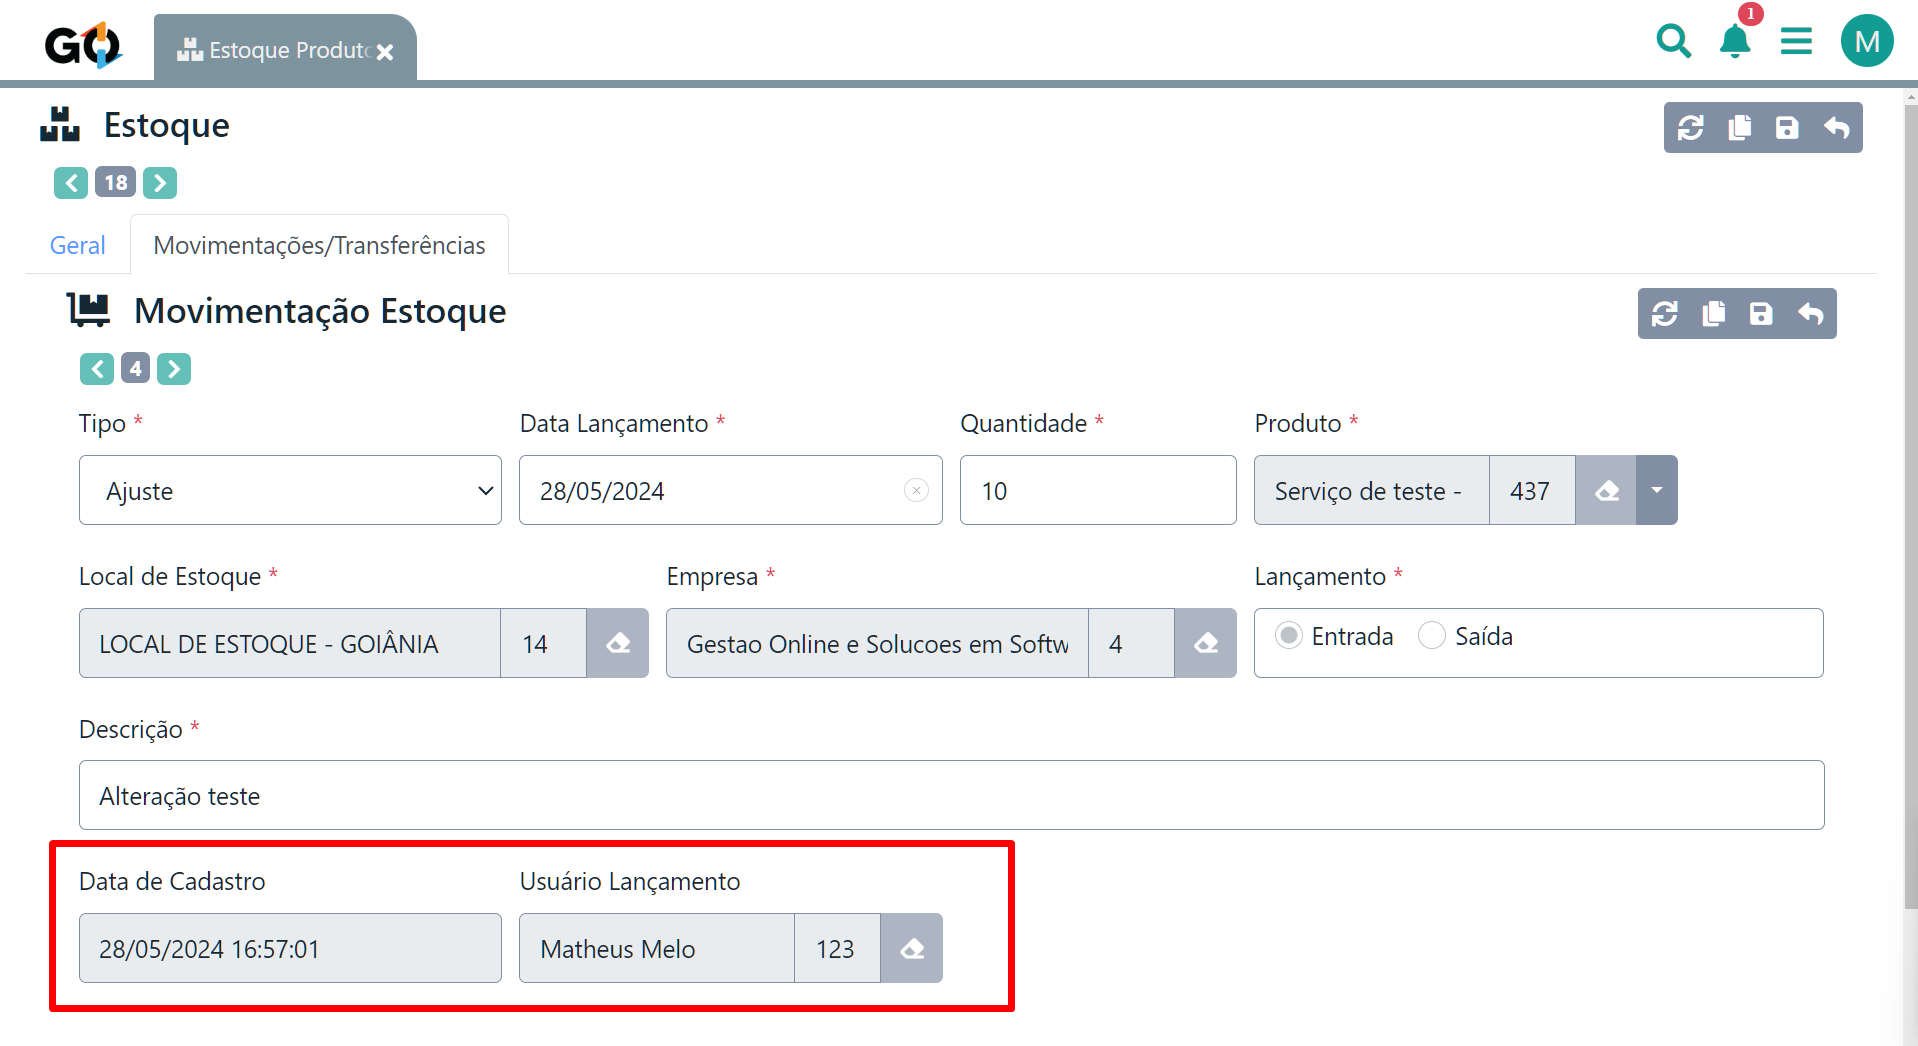 GO
Estoque Produto
1
M
Estoque
18
Geral
Movimentações/Transferências
Movimentação Estoque
4
Tipo *
Data Lançamento *
Quantidade *
Produto *
Ajuste
28/05/2024
10
Serviço de teste -
437
Local de Estoque *
Empresa *
Lançamento *
LOCAL DE ESTOQUE - GOIÂNIA
14
Gestao Online e Solucoes em Softw
4
Entrada
Saída
Descrição *
Alteração teste
Data de Cadastro
Usuário Lançamento
28/05/2024 16:57:01
Matheus Melo
123